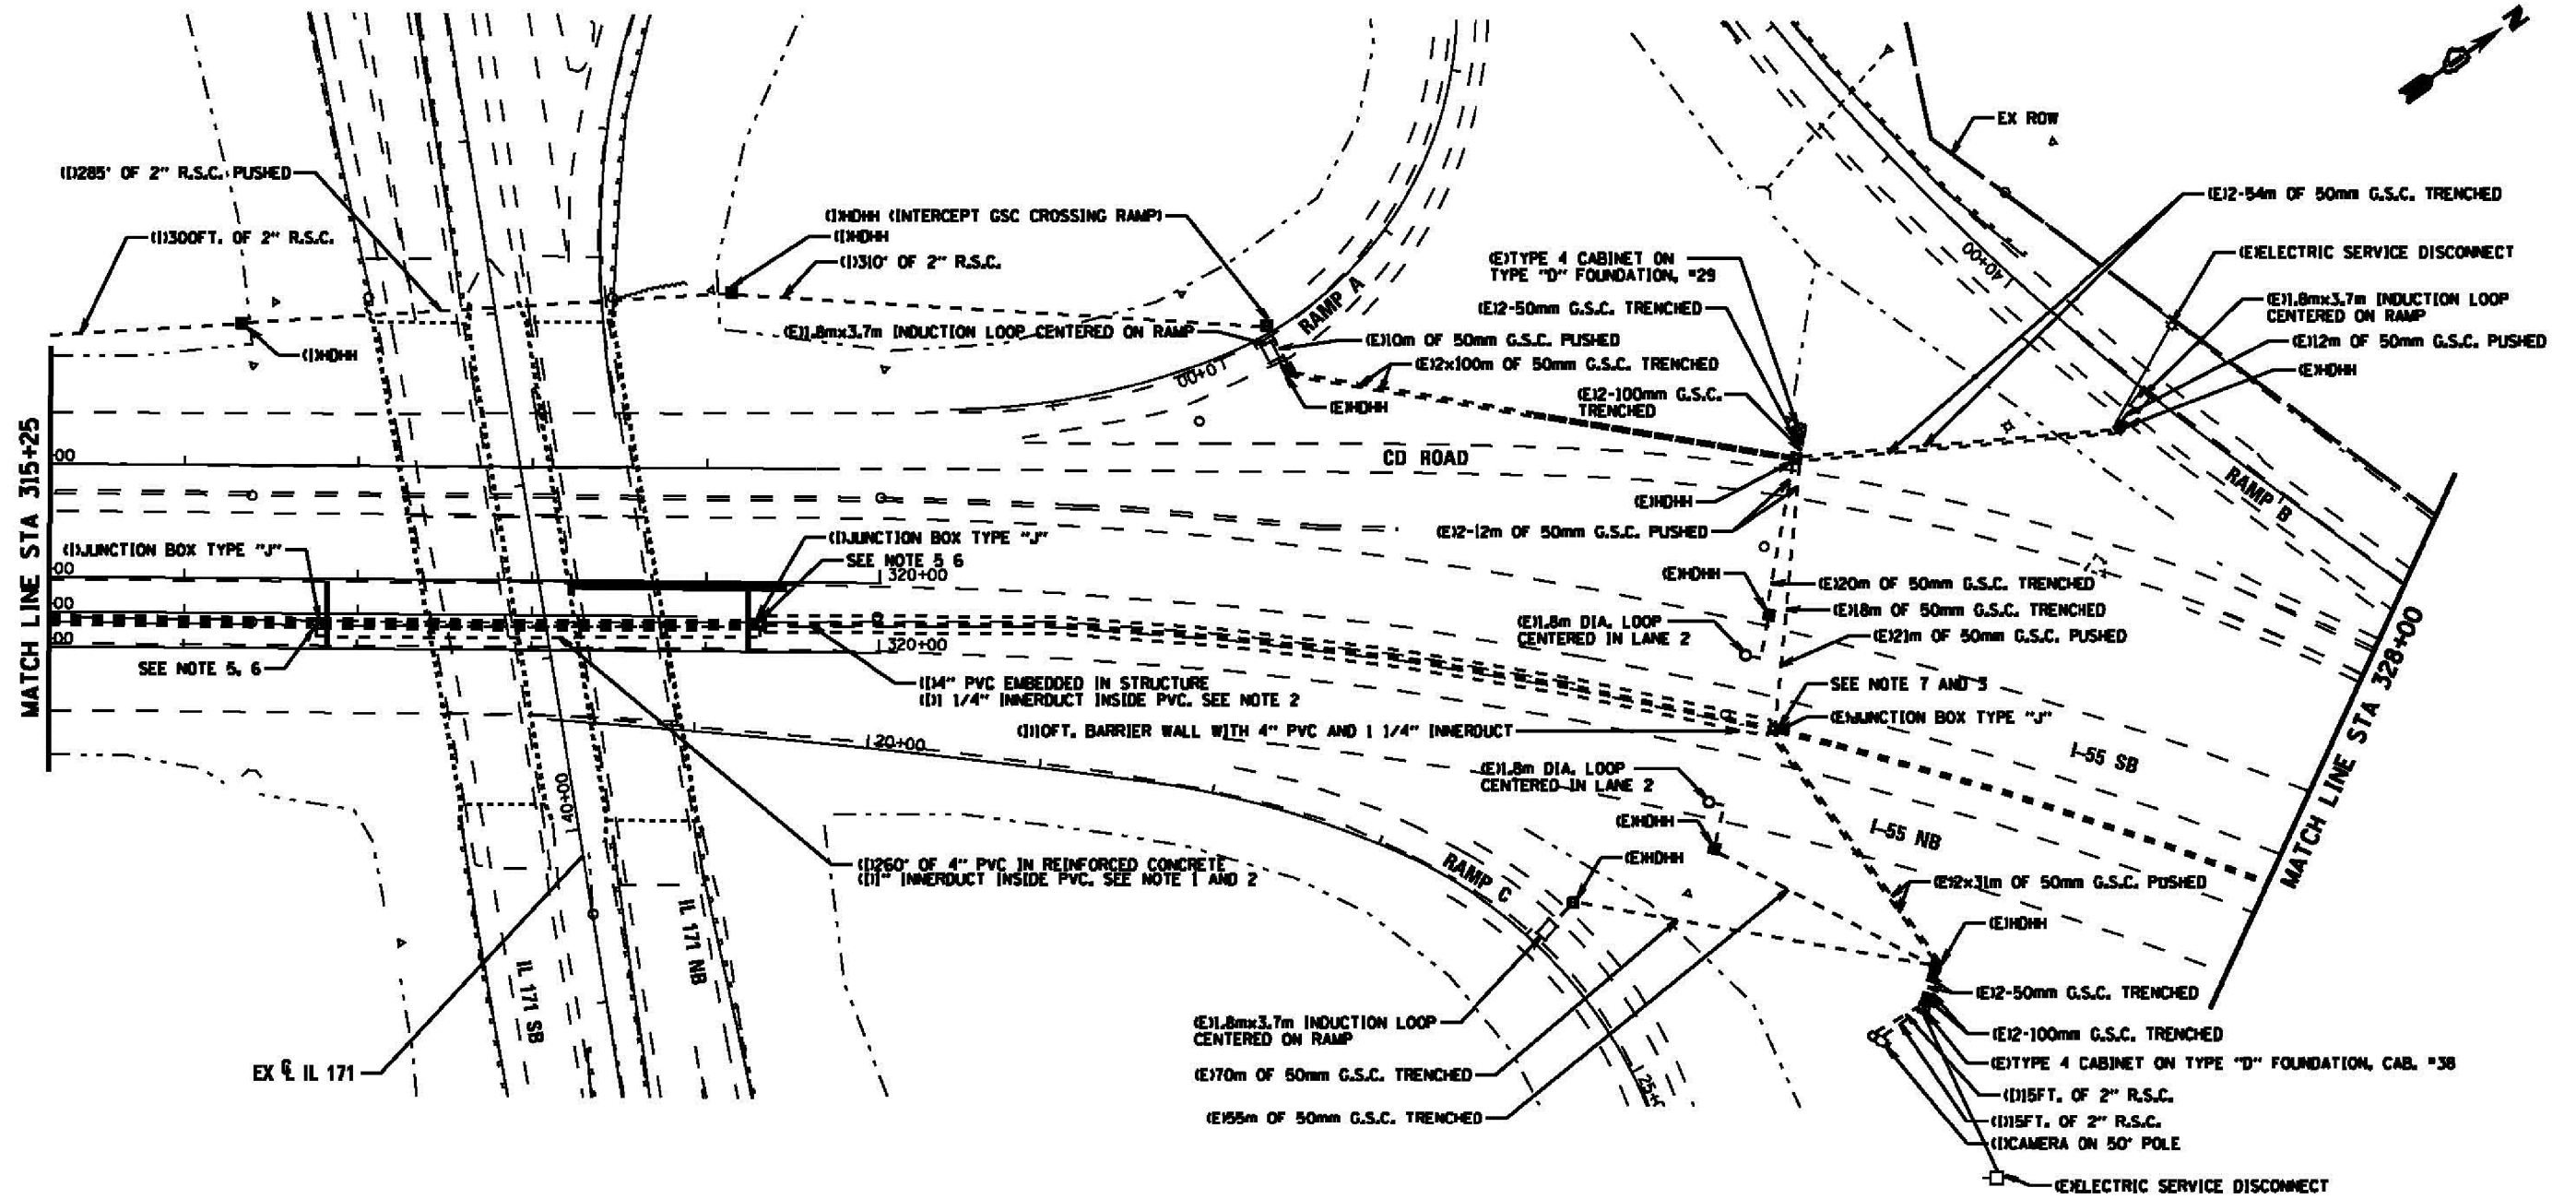 N
EX ROW
(I)285' OF 2" R.S.C. PUSHED
(I)300FT. OF 2" R.S.C.
(I)HDHH (INTERCEPT GSC CROSSING RAMP)
(I)HDHH
(I)310' OF 2" R.S.C.
(I)HDHH
(E)1.8mx3.7m INDUCTION LOOP CENTERED ON RAMP
RAMP A
10+00
(E)10m OF 50mm G.S.C. PUSHED
(E)2x100m OF 50mm G.S.C. TRENCHED
(E)HDHH
(E)TYPE 4 CABINET ON
TYPE "D" FOUNDATION, #29
(E)2-50mm G.S.C. TRENCHED
(E)2-100mm G.S.C.
TRENCHED
(E)2-54m OF 50mm G.S.C. TRENCHED
(E)ELECTRIC SERVICE DISCONNECT
(E)1.8mx3.7m INDUCTION LOOP
CENTERED ON RAMP
(E)12m OF 50mm G.S.C. PUSHED
(E)HDHH
40+00
RAMP B
CD ROAD
(E)HDHH
(E)2-12m OF 50mm G.S.C. PUSHED
MATCH LINE STA 315+25
00
00
00
00
(I)JUNCTION BOX TYPE "J"
SEE NOTE 5, 6
(I)JUNCTION BOX TYPE "J"
SEE NOTE 5 6
320+00
320+00
(E)HDHH
(E)20m OF 50mm G.S.C. TRENCHED
(E)18m OF 50mm G.S.C. TRENCHED
(E)1.8m DIA. LOOP
CENTERED IN LANE 2
(E)21m OF 50mm G.S.C. PUSHED
(I)4" PVC EMBEDDED IN STRUCTURE
(I)1 1/4" INNERDUCT INSIDE PVC. SEE NOTE 2
SEE NOTE 7 AND 3
(E)JUNCTION BOX TYPE "J"
(I)10FT. BARRIER WALL WITH 4" PVC AND 1 1/4" INNERDUCT
20+00
I-55 SB
MATCH LINE STA 328+00
(E)1.8m DIA. LOOP
CENTERED IN LANE 2
(E)HDHH
I-55 NB
40+00
(I)260' OF 4" PVC IN REINFORCED CONCRETE
(I)1" INNERDUCT INSIDE PVC. SEE NOTE 1 AND 2
RAMP C
(E)HDHH
(E)2x31m OF 50mm G.S.C. PUSHED
(E)HDHH
IL 171 SB
IL 171 NB
(E)2-50mm G.S.C. TRENCHED
(E)1.8mx3.7m INDUCTION LOOP
CENTERED ON RAMP
(E)2-100mm G.S.C. TRENCHED
(E)TYPE 4 CABINET ON TYPE "D" FOUNDATION, CAB. #38
EX ℄ IL 171
(E)70m OF 50mm G.S.C. TRENCHED
(I)15FT. OF 2" R.S.C.
(E)55m OF 50mm G.S.C. TRENCHED
(I)15FT. OF 2" R.S.C.
(I)CAMERA ON 50' POLE
(E)ELECTRIC SERVICE DISCONNECT